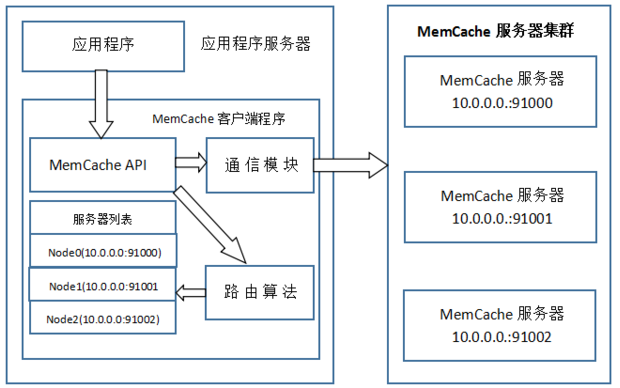 应用程序
应用程序服务器
MemCache 客户端程序
MemCache API
通信模块
服务器列表
Node0(10.0.0.0:91000)
Node1(10.0.0.0:91001
Node2(10.0.0.0:91002)
路由算法
MemCache 服务器集群
MemCache 服务器
10.0.0.0.:91000
MemCache 服务器
10.0.0.0.:91001
MemCache 服务器
10.0.0.0.:91002